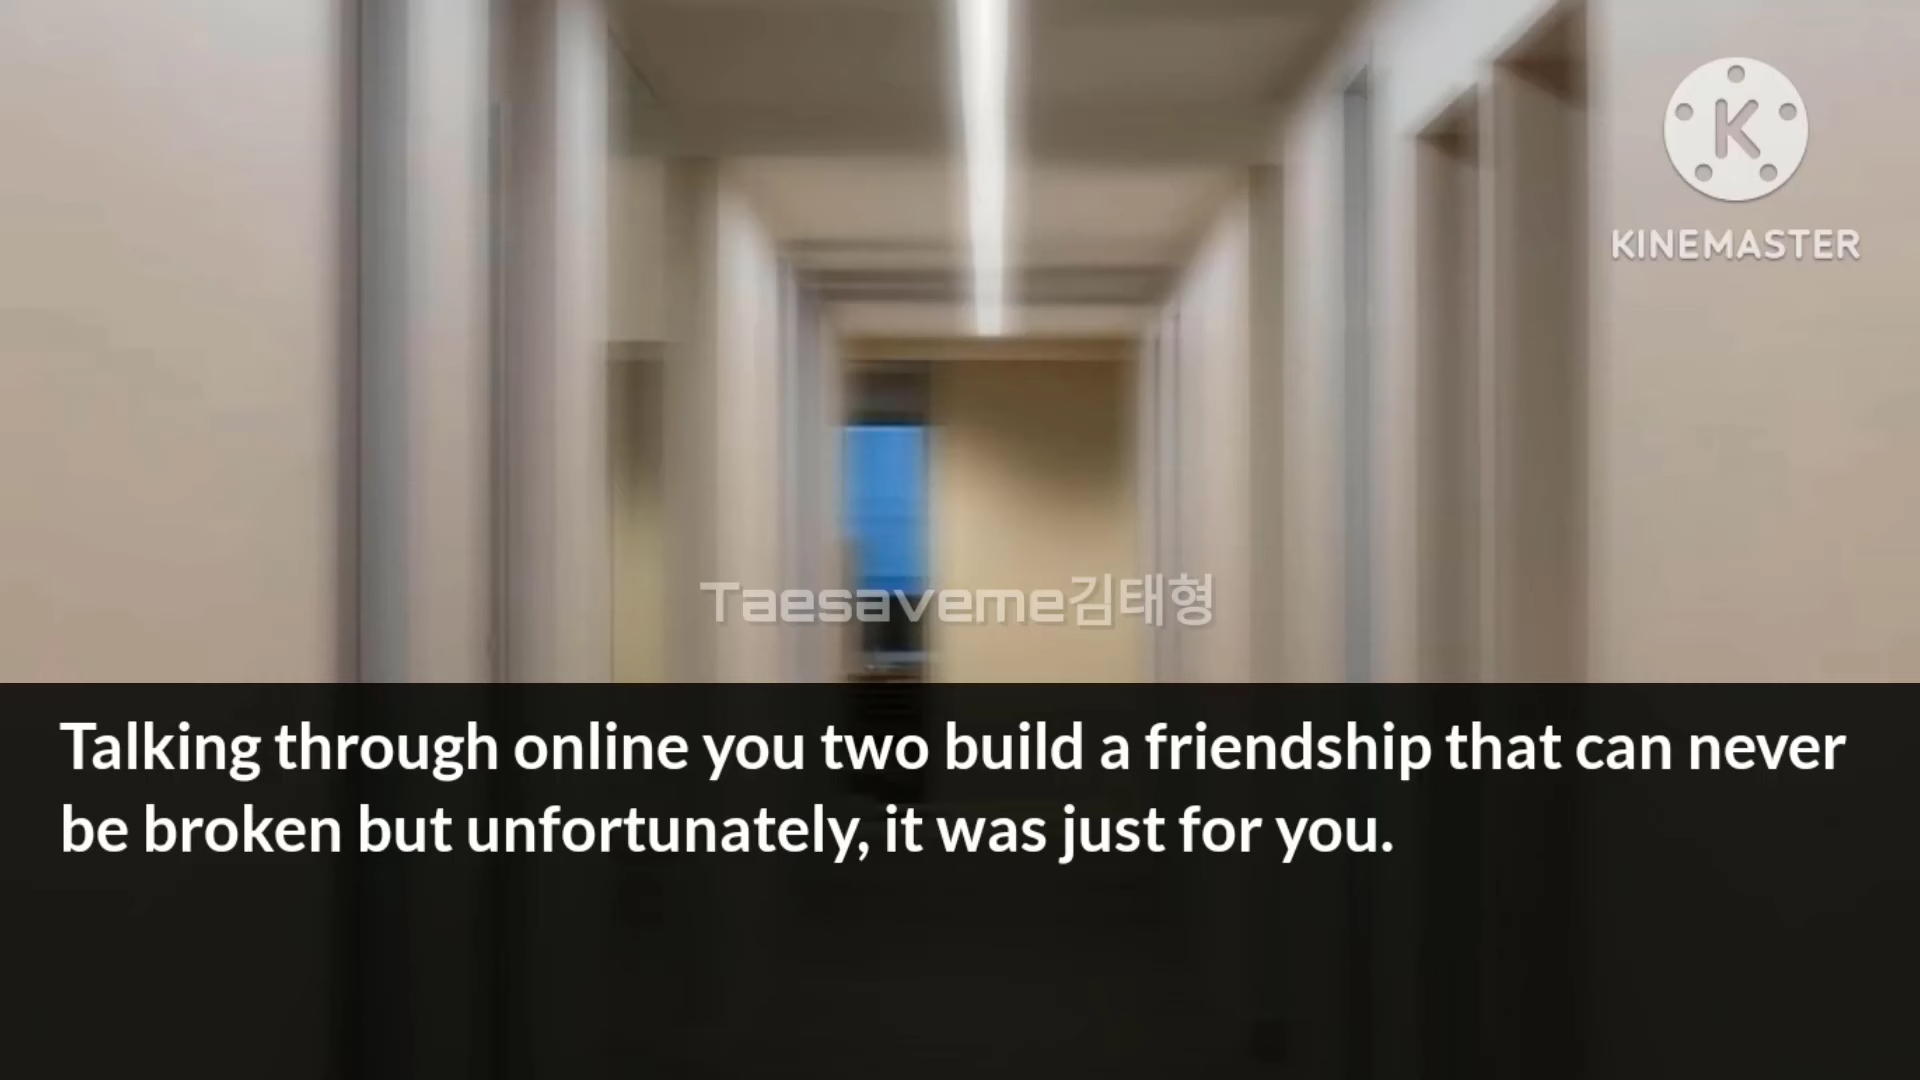 K
KINEMASTER
Taesaveme김태형
Talking through online you two build a friendship that can never
be broken but unfortunately, it was just for you.